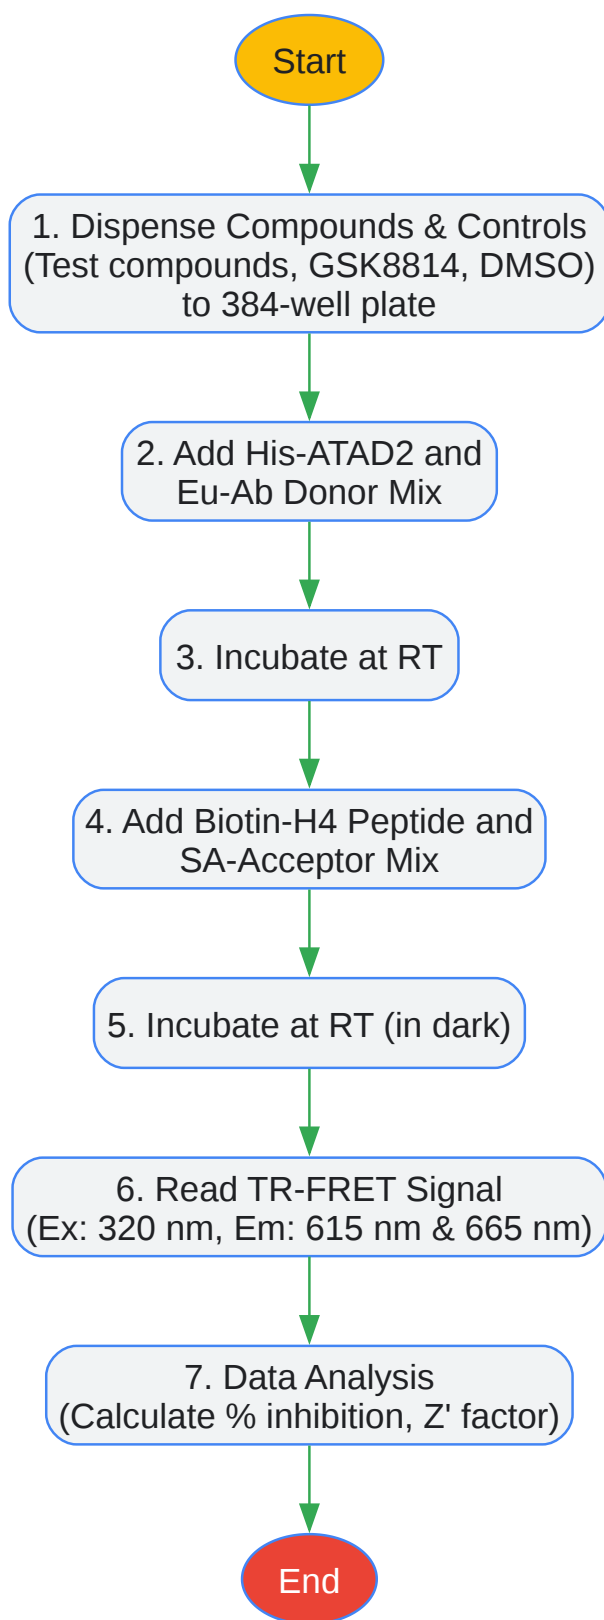 Start
1. Dispense Compounds & Controls
(Test compounds, GSK8814, DMSO)
to 384-well plate
2. Add His-ATAD2 and
Eu-Ab Donor Mix
3. Incubate at RT
4. Add Biotin-H4 Peptide and
SA-Acceptor Mix
5. Incubate at RT (in dark)
6. Read TR-FRET Signal
(Ex: 320 nm, Em: 615 nm & 665 nm)
7. Data Analysis
(Calculate % inhibition, Z' factor)
End